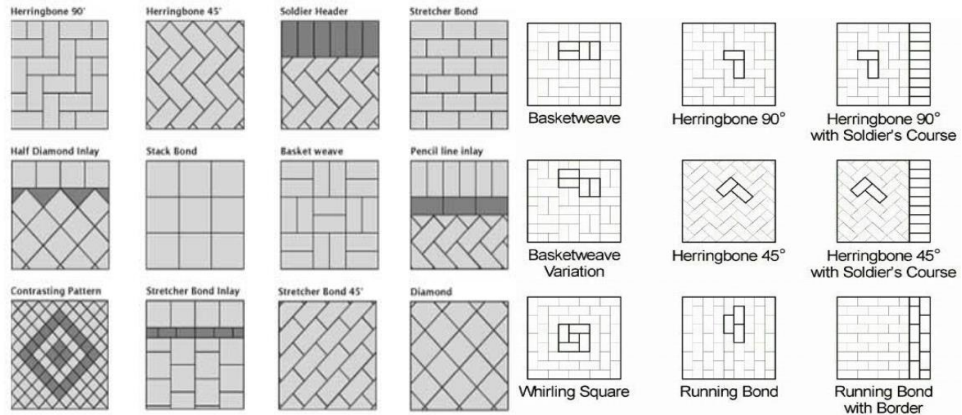 Herringbone 90'
Herringbone 45'
Soldier Header
Stretcher Bond
Half Diamond Inlay
Stack Bond
Basket weave
Pencil line inlay
Contrasting Pattern
Stretcher Bond Inlay
Stretcher Bond 45'
Diamond
Basketweave
Herringbone 90°
Herringbone 90°
with Soldier's Course
Basketweave
Variation
Herringbone 45°
Herringbone 45°
with Soldier's Course
Whirling Square
Running Bond
Running Bond
with Border